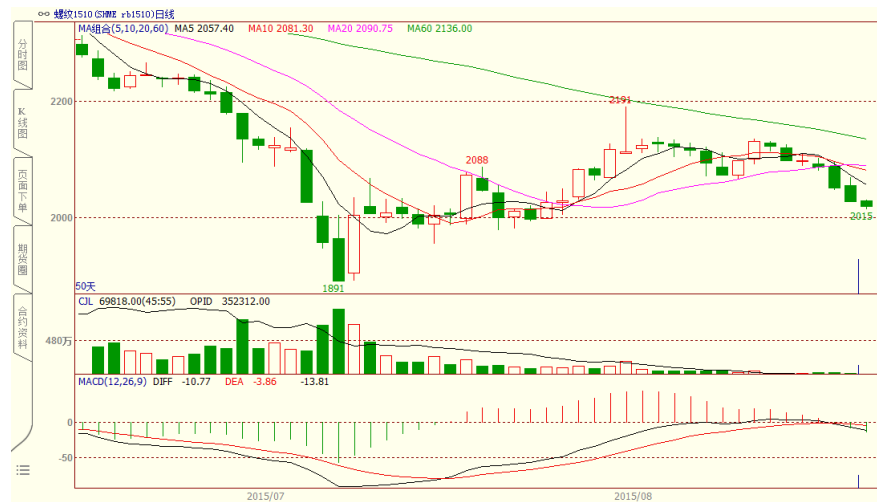 螺纹1510(SHME rb1510)日线
MA组合(5,10,20,60) MA5 2057.40 MA10 2081.30 MA20 2090.75 MA60 2136.00
分时图
K线图
页面下单
期货圈
合约资料
2200
2191
2088
2000
2015
1891
50天
CJL 69818.00(45:55) OPID 352312.00
480万
MACD(12,26,9) DIFF -10.77 DEA -3.86 -13.81
0
-50
2015/07 2015/08